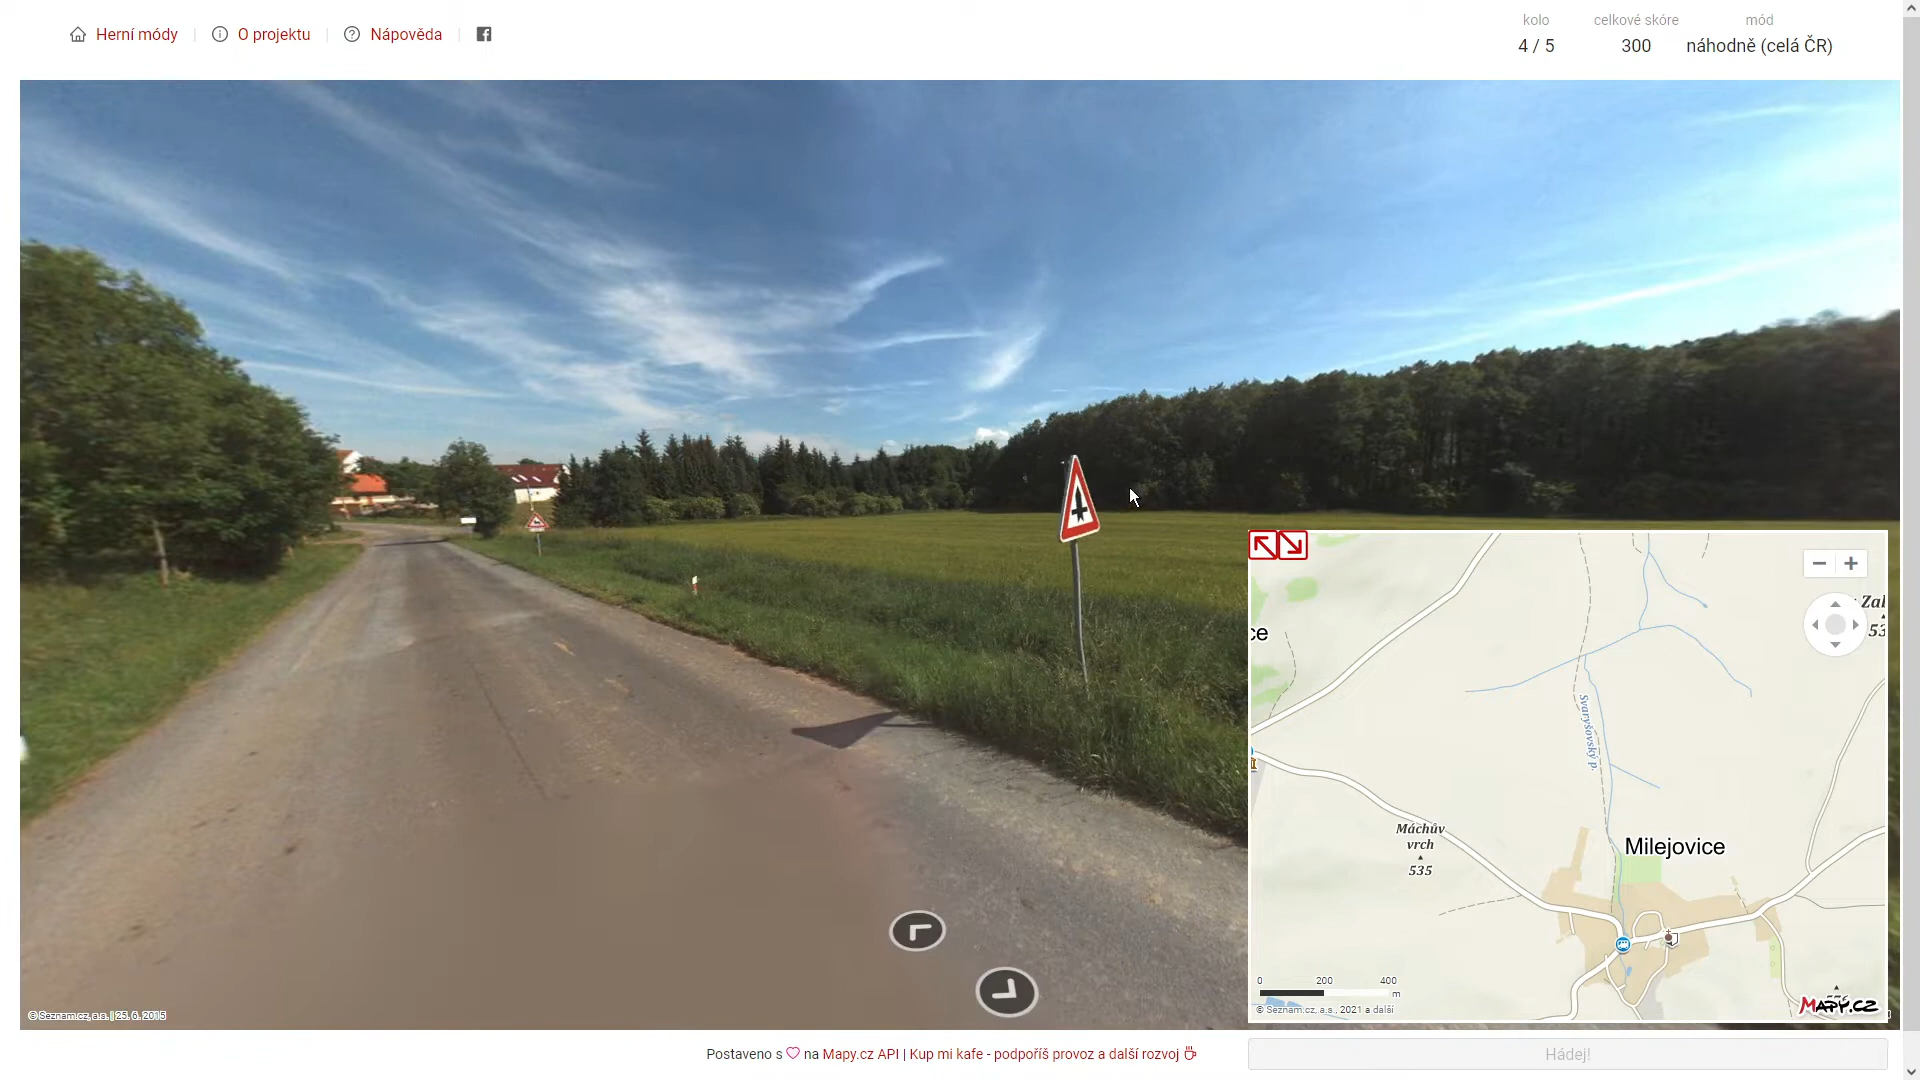 Herní módy
O projektu
Nápověda
kolo
celkové skóre
mód
4 / 5
300
náhodně (celá ČR)
ce
Zal
53
Svaryšovský p.
Máchův
vrch
535
Milejovice
0 200 400
m
© Seznam.cz, a.s., 2021 a další
Mapy.cz
© Seznam.cz, a.s. | 25. 6. 2015
Postaveno s na Mapy.cz API | Kup mi kafe - podpoříš provoz a další rozvoj
Hádej!